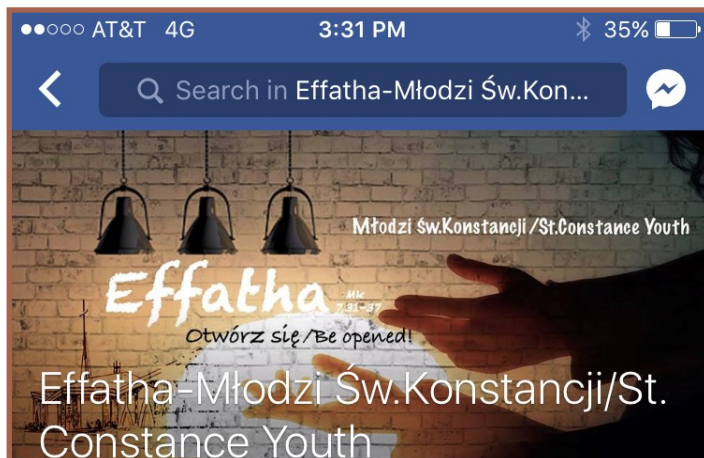 AT&T 4G 3:31 PM 35%
Search in Effatha-Młodzi Św.Kon...
Młodzi św.Konstancji/St.Constance Youth
Effatha Mk
7,31-37
Otwórz się/Be opened!
Effatha-Młodzi Św.Konstancji/St.
Constance Youth